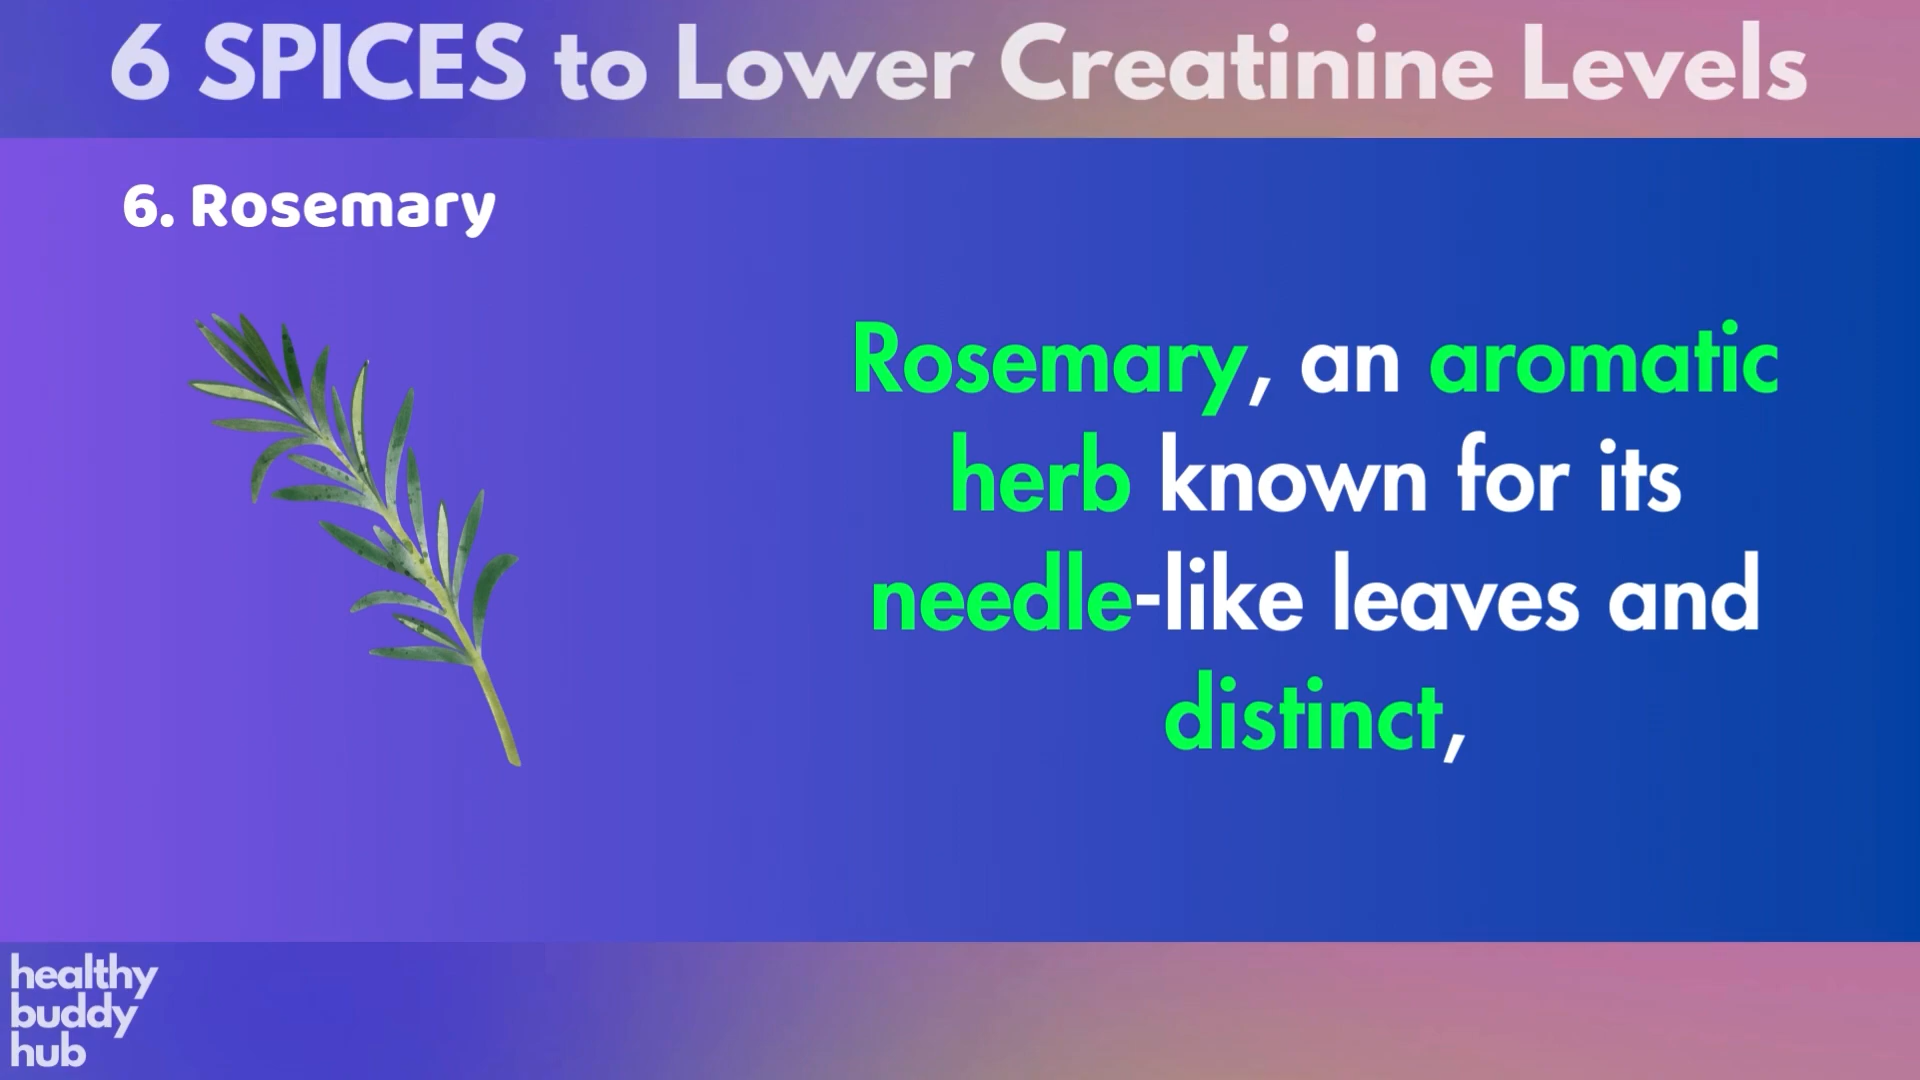 6 SPICES to Lower Creatinine Levels
6. Rosemary
Rosemary, an aromatic
herb known for its
needle-like leaves and
distinct,
healthy
buddy
hub